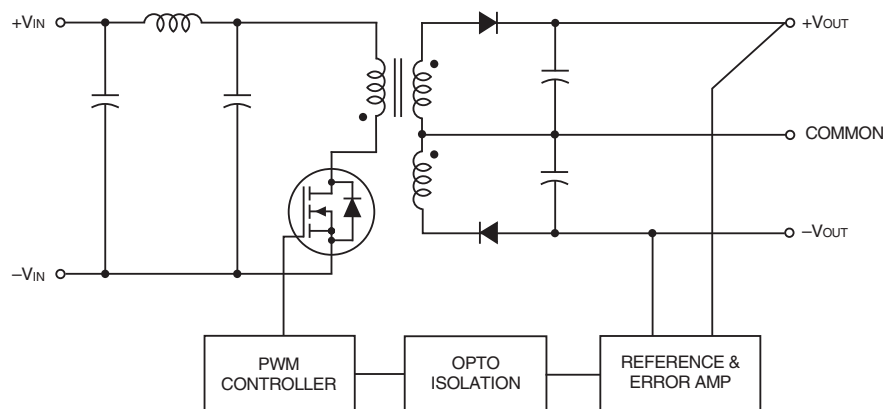 +VIN
+VOUT
COMMON
–VOUT
–VIN
PWM
CONTROLLER
OPTO
ISOLATION
REFERENCE &
ERROR AMP